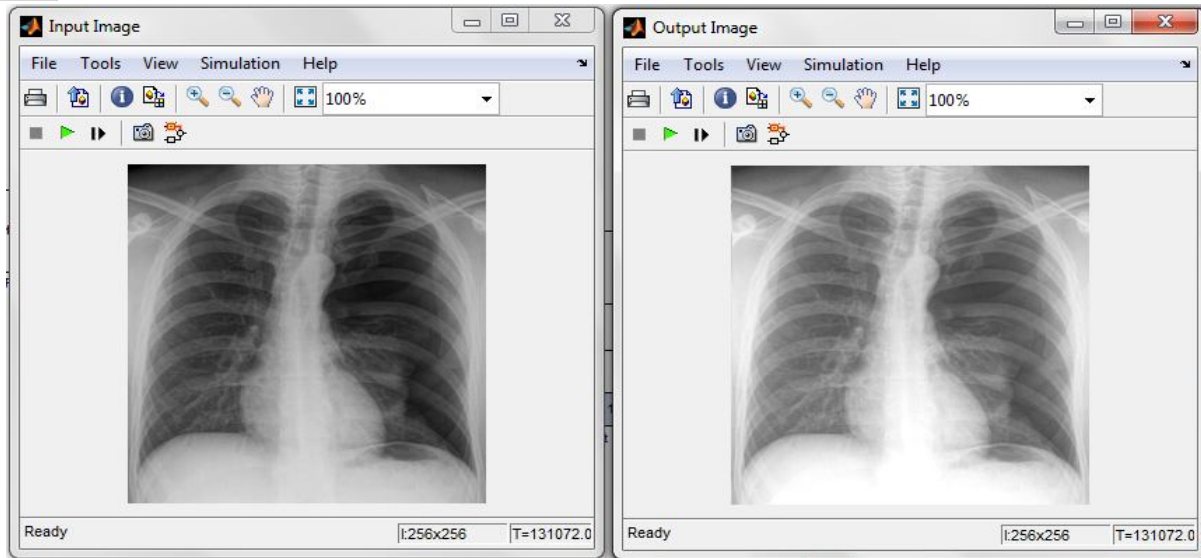 Input Image
File Tools View Simulation Help
100%
Ready
I:256x256
T=131072.0
Output Image
File Tools View Simulation Help
100%
Ready
I:256x256
T=131072.0